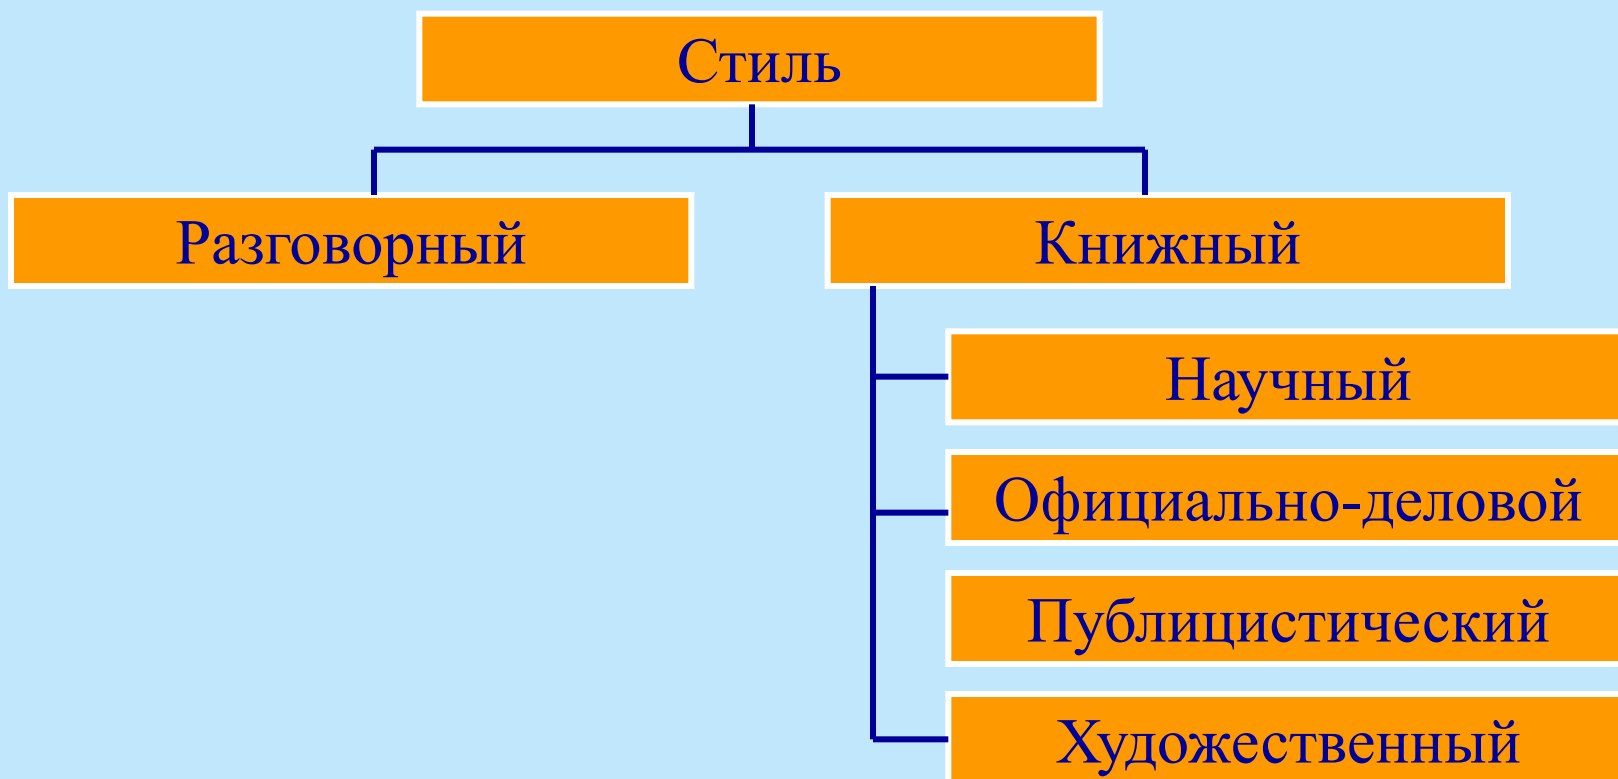 Стиль
Разговорный
Книжный
Научный
Официально-деловой
Публицистический
Художественный